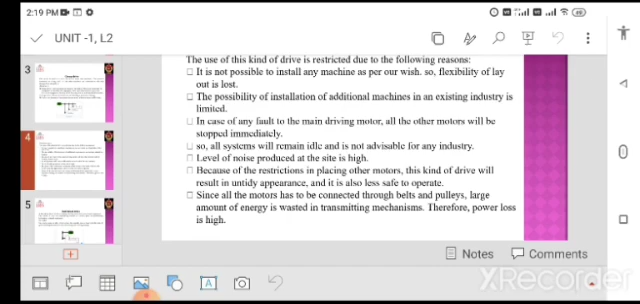 2:19 PM
UNIT -1, L2
The use of this kind of drive is restricted due to the following reasons:
It is not possible to install any machine as per our wish. so, flexibility of lay
out is lost.
The possibility of installation of additional machines in an existing industry is
limited.
In case of any fault to the main driving motor, all the other motors will be
stopped immediately.
so, all systems will remain idle and is not advisable for any industry.
Level of noise produced at the site is high.
Because of the restrictions in placing other motors, this kind of drive will
result in untidy appearance, and it is also less safe to operate.
Since all the motors has to be connected through belts and pulleys, large
amount of energy is wasted in transmitting mechanisms. Therefore, power loss
is high.
3
4
5
Notes
Comments
A
XRecorder